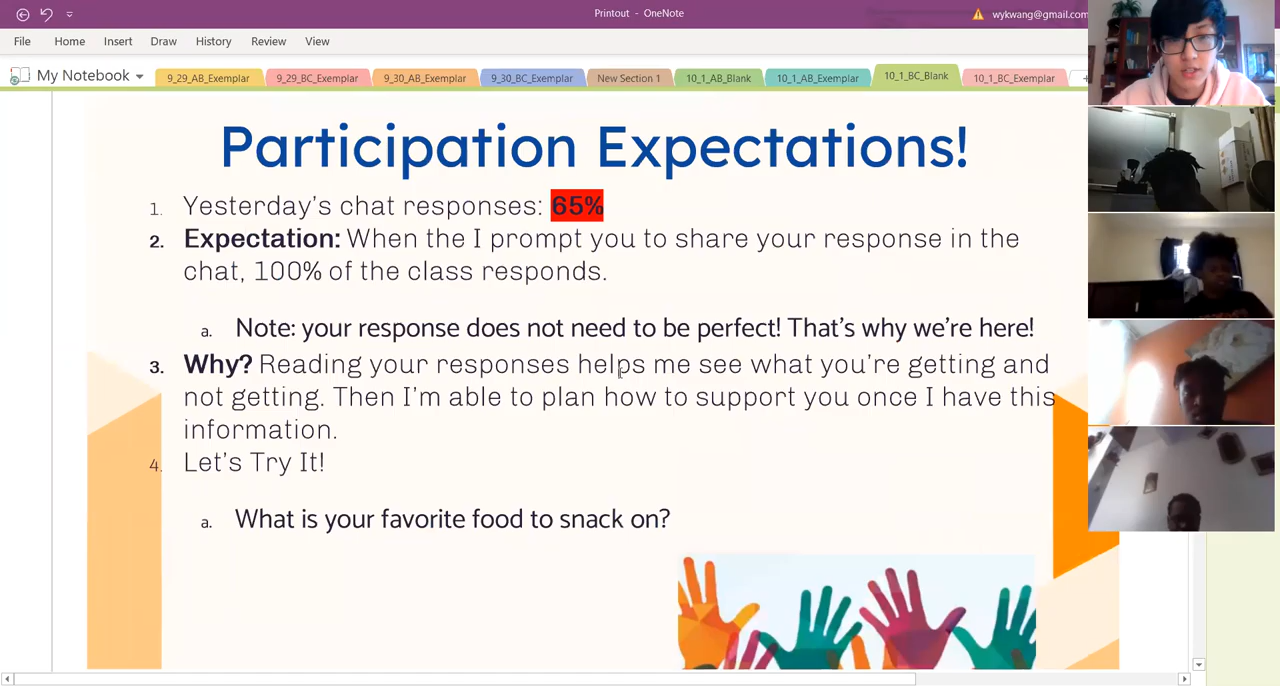 Printout - OneNote
wykwang@gmail.com
File Home Insert Draw History Review View
My Notebook
9_29_AB_Exemplar 9_29_BC_Exemplar 9_30_AB_Exemplar 9_30_BC_Exemplar New Section 1 10_1_AB_Blank 10_1_AB_Exemplar 10_1_BC_Blank 10_1_BC_Exemplar
Participation Expectations!
1. Yesterday's chat responses: 65%
2. Expectation: When the I prompt you to share your response in the
chat, 100% of the class responds.
a. Note: your response does not need to be perfect! That's why we're here!
3. Why? Reading your responses helps me see what you're getting and
not getting. Then I'm able to plan how to support you once I have this
information.
4. Let's Try It!
a. What is your favorite food to snack on?